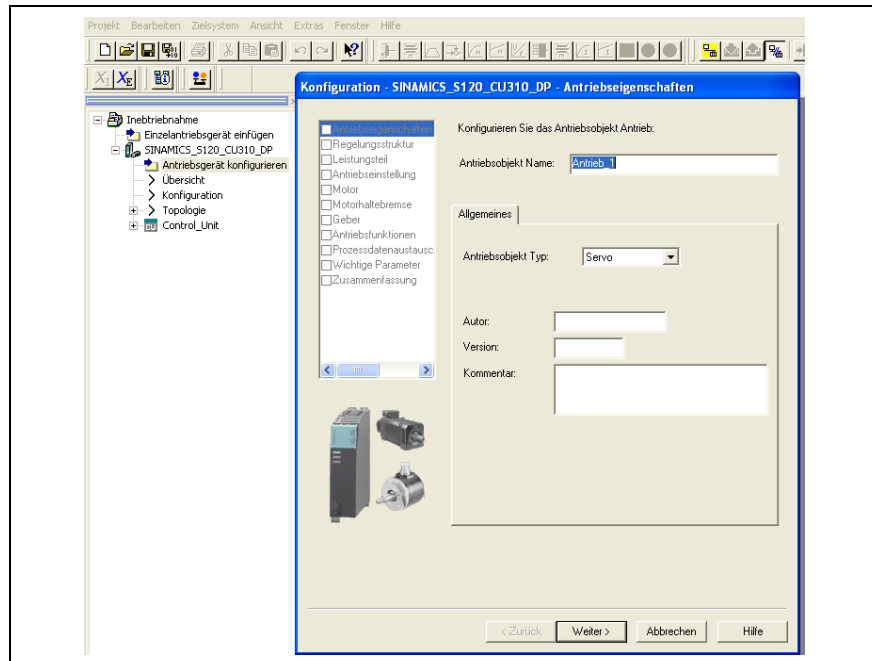 Projekt Bearbeiten Zielsystem Ansicht Extras Fenster Hilfe
Konfiguration - SINAMICS_S120_CU310_DP - Antriebseigenschaften
Inebtriebnahme
Einzelantriebsgerät einfügen
SINAMICS_S120_CU310_DP
Antriebsgerät konfigurieren
Übersicht
Konfiguration
Topologie
CU Control_Unit
Antriebseigenschaften
Regelungsstruktur
Leistungsteil
Antriebseinstellung
Motor
Motorhaltebremse
Geber
Antriebsfunktionen
Prozessdatenaustausc
Wichtige Parameter
Zusammenfassung
Konfigurieren Sie das Antriebsobjekt Antrieb:
Antriebsobjekt Name: Antrieb_1
Allgemeines
Antriebsobjekt Typ: Servo
Autor:
Version:
Kommentar:
< Zurück Weiter > Abbrechen Hilfe